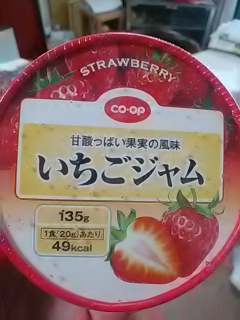 STRAWBERRY
CO·OP
甘酸っぱい果実の風味
いちごジャム
135g
1食(20g)あたり
49kcal